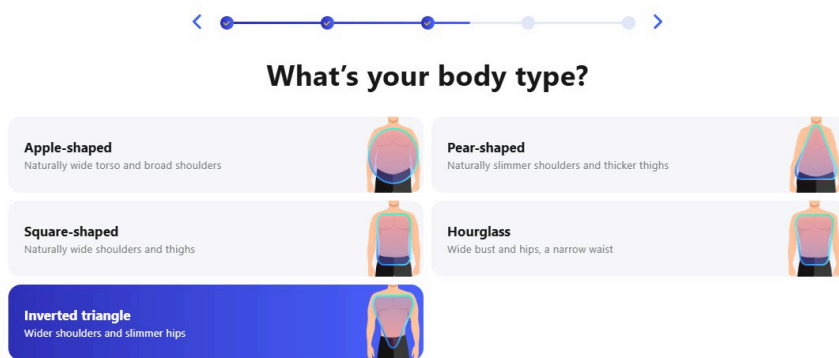 What's your body type?
Apple-shaped
Naturally wide torso and broad shoulders
Pear-shaped
Naturally slimmer shoulders and thicker thighs
Square-shaped
Naturally wide shoulders and thighs
Hourglass
Wide bust and hips, a narrow waist
Inverted triangle
Wider shoulders and slimmer hips